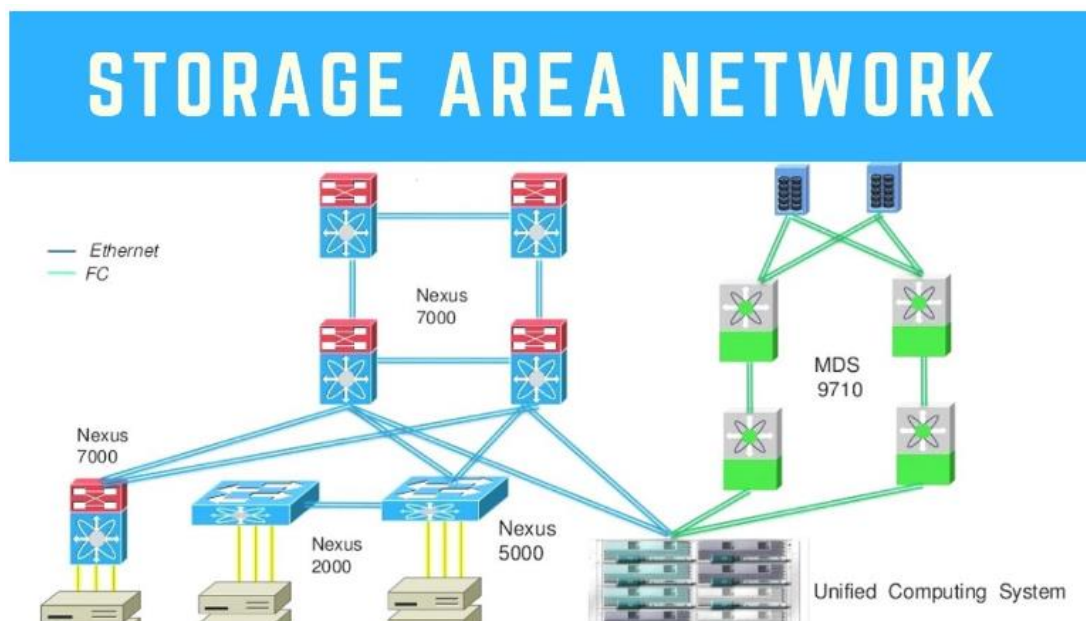 STORAGE AREA NETWORK
Ethernet
FC
Nexus
7000
MDS
9710
Nexus
7000
Nexus
2000
Nexus
5000
Unified Computing System